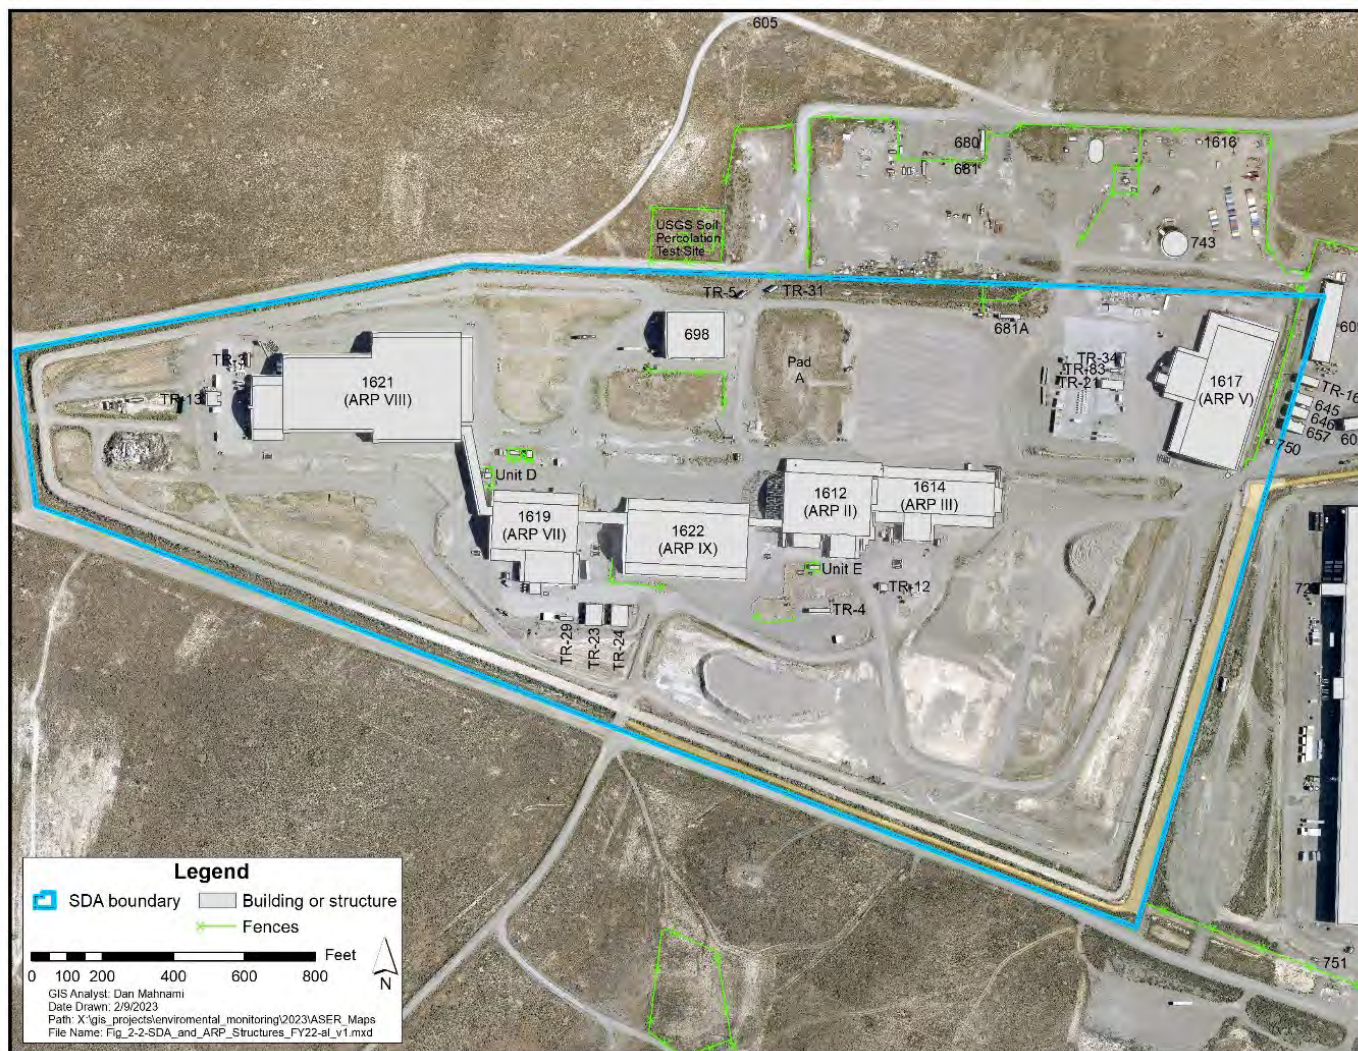 605
680
681
1616
USGS Soil
Percolation
Test Site
743
TR-5
TR-31
681A
698
Pad
A
TR-34
TR-83
TR-21
1617
(ARP V)
TR-16
645
646
657
750
TR-3
TR-13
1621
(ARP VIII)
Unit D
1619
(ARP VII)
1622
(ARP IX)
1612
(ARP II)
1614
(ARP III)
Unit E
TR-12
TR-4
TR-29
TR-23
TR-24
751
Legend
SDA boundary
Building or structure
Fences
Feet
0 100 200 400 600 800
N
GIS Analyst: Dan Mahnami
Date Drawn: 2/9/2023
Path: X:\gis_projects\enviromental_monitoring\2023\ASER_Maps
File Name: Fig_2-2-SDA_and_ARP_Structures_FY22-al_v1.mxd